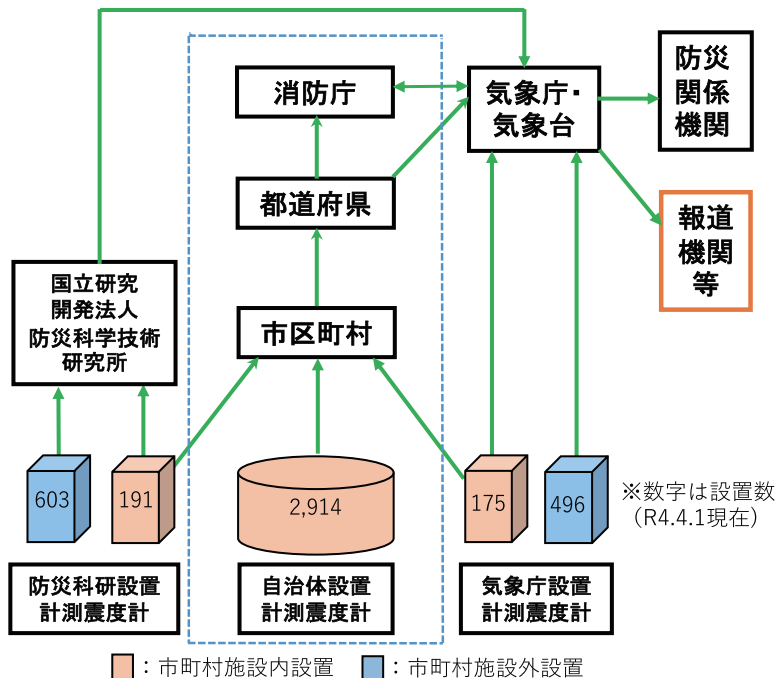 消防庁
気象庁・
気象台
防災
関係
機関
都道府県
報道
機関
等
国立研究
開発法人
防災科学技術
研究所
市区町村
603
191
2,914
175
496
※数字は設置数
（R4.4.1現在）
防災科研設置
計測震度計
自治体設置
計測震度計
気象庁設置
計測震度計
：市町村施設内設置
：市町村施設外設置